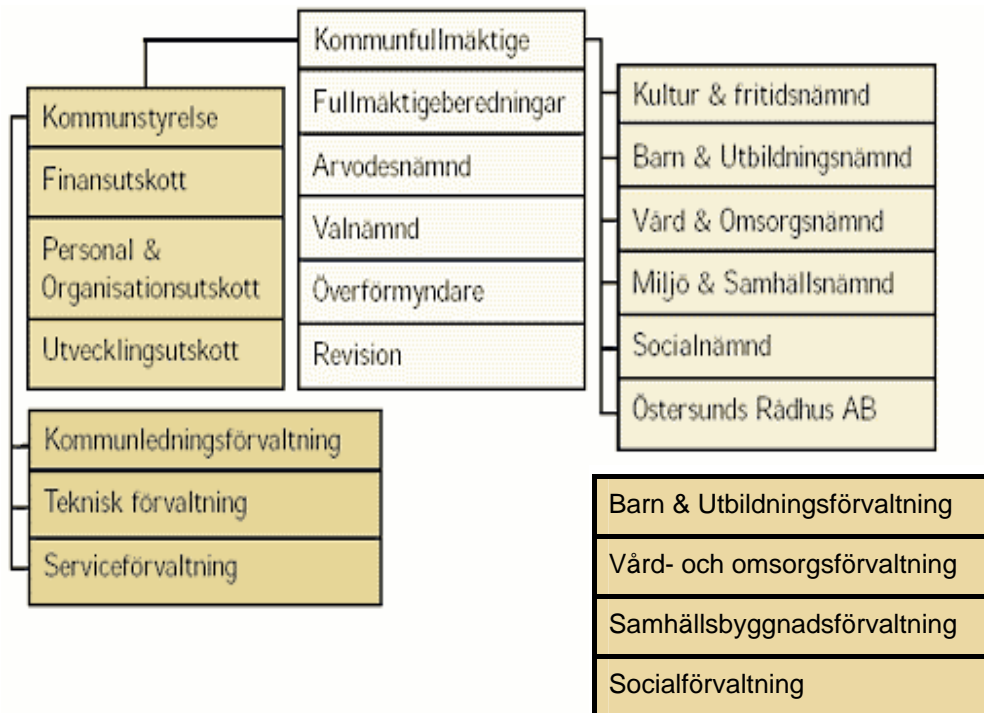 Kommunfullmäktige
Fullmäktigeberedningar
Arvodesnämnd
Valnämnd
Överförmyndare
Revision
Kommunstyrelse
Finansutskott
Personal &
Organisationsutskott
Utvecklingsutskott
Kommunledningsförvaltning
Teknisk förvaltning
Serviceförvaltning
Kultur & fritidsnämnd
Barn & Utbildningsnämnd
Vård & Omsorgsnämnd
Miljö & Samhällsnämnd
Socialnämnd
Östersunds Rådhus AB
Barn & Utbildningsförvaltning
Vård- och omsorgsförvaltning
Samhällsbyggnadsförvaltning
Socialförvaltning